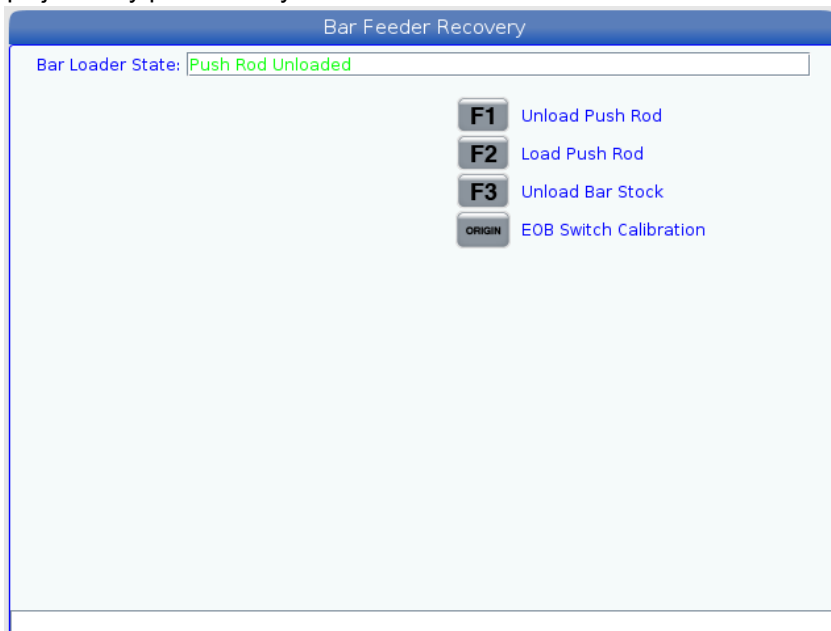 Bar Feeder Recovery
Bar Loader State: Push Rod Unloaded
F1 Unload Push Rod
F2 Load Push Rod
F3 Unload Bar Stock
ORIGIN EOB Switch Calibration